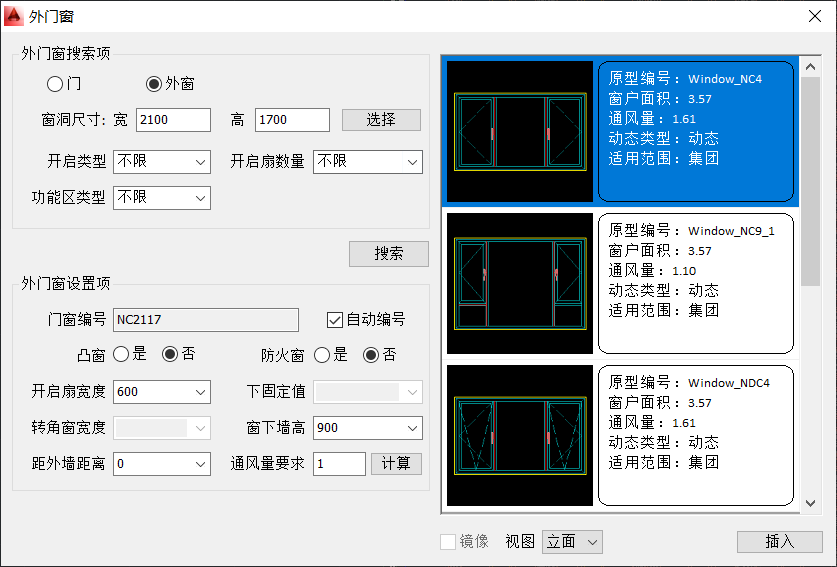 外门窗
外门窗搜索项
门 外窗
窗洞尺寸: 宽 2100 高 1700 选择
开启类型 不限 开启扇数量 不限
功能区类型 不限
搜索
外门窗设置项
门窗编号 NC2117 自动编号
凸窗 是 否 防火窗 是 否
开启扇宽度 600 下固定值
转角窗宽度 窗下墙高 900
距外墙距离 0 通风量要求 1 计算
原型编号：Window_NC4
窗户面积：3.57
通风量：1.61
动态类型：动态
适用范围：集团
原型编号：Window_NC9_1
窗户面积：3.57
通风量：1.10
动态类型：动态
适用范围：集团
原型编号：Window_NDC4
窗户面积：3.57
通风量：1.61
动态类型：动态
适用范围：集团
镜像 视图 立面 插入